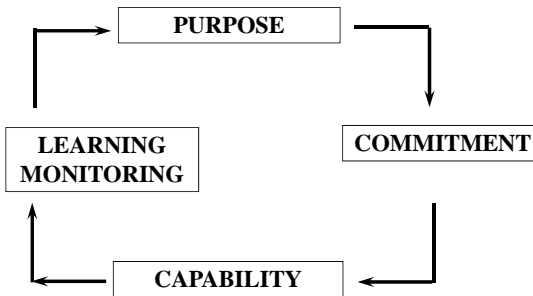 PURPOSE
LEARNING
MONITORING
COMMITMENT
CAPABILITY